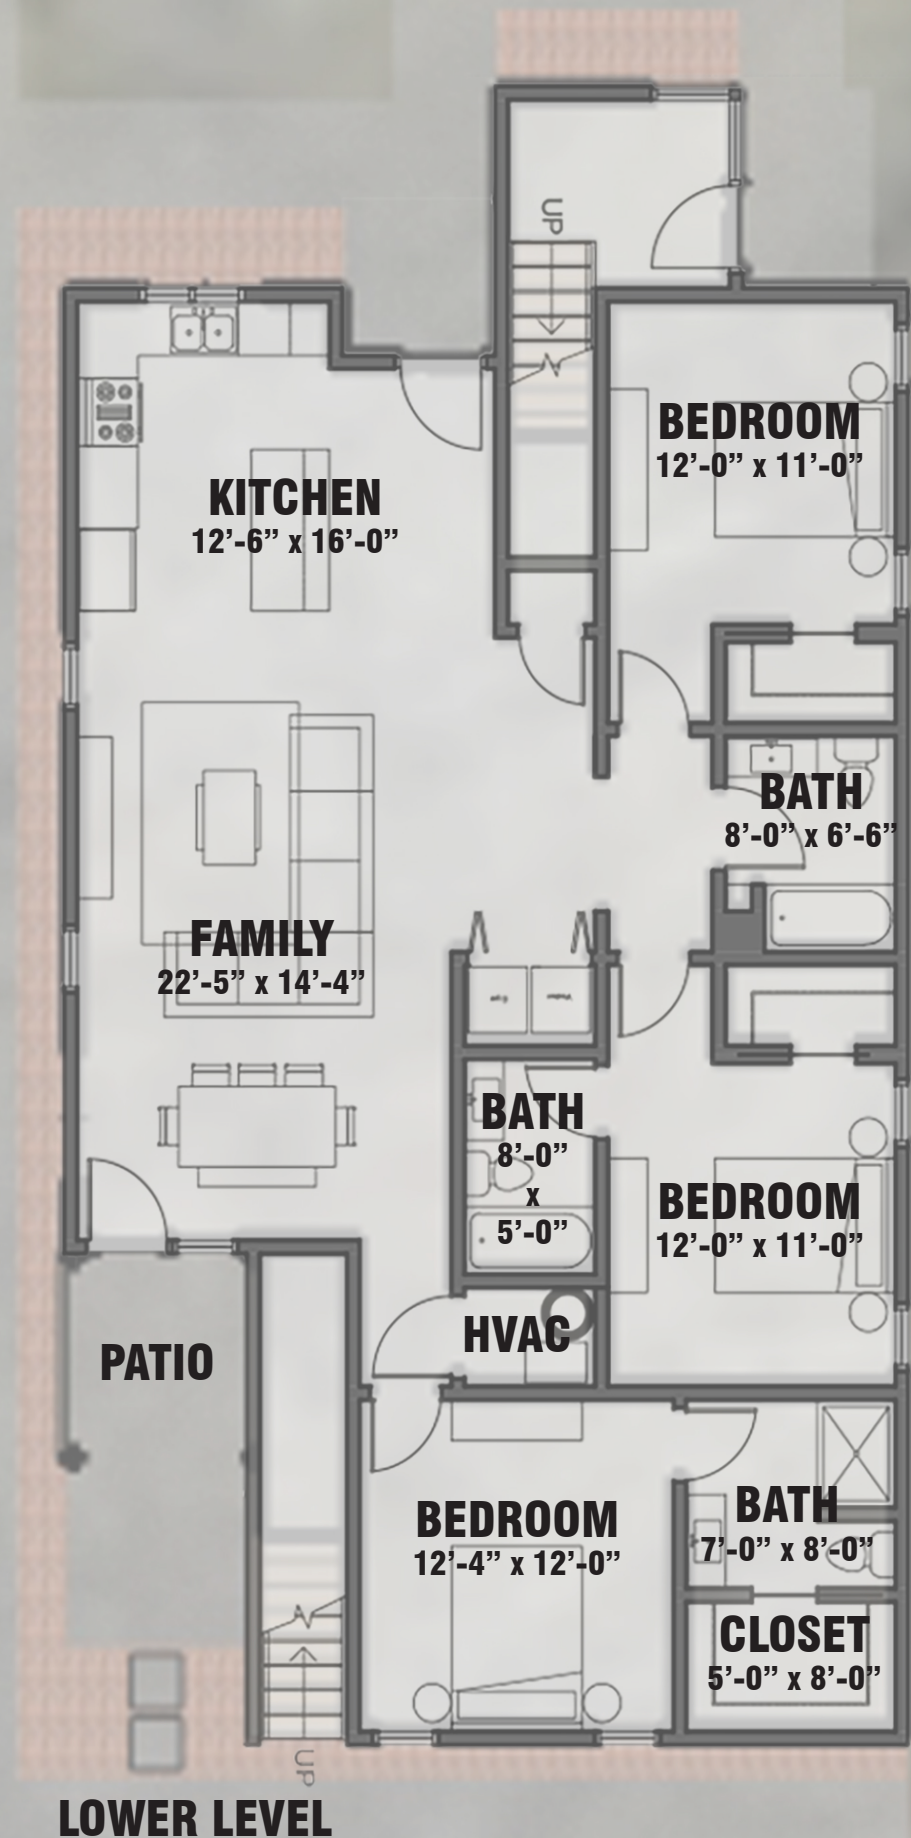 UP
BEDROOM
12’-0” x 11’-0”
KITCHEN
12’-6” x 16’-0”
BATH
8’-0” x 6’-6”
FAMILY
22’-5” x 14’-4”
BATH
8’-0”
x
5’-0”
BEDROOM
12’-0” x 11’-0”
HVAC
PATIO
BEDROOM
12’-4” x 12’-0”
BATH
7’-0” x 8’-0”
CLOSET
5’-0” x 8’-0”
UP
LOWER LEVEL